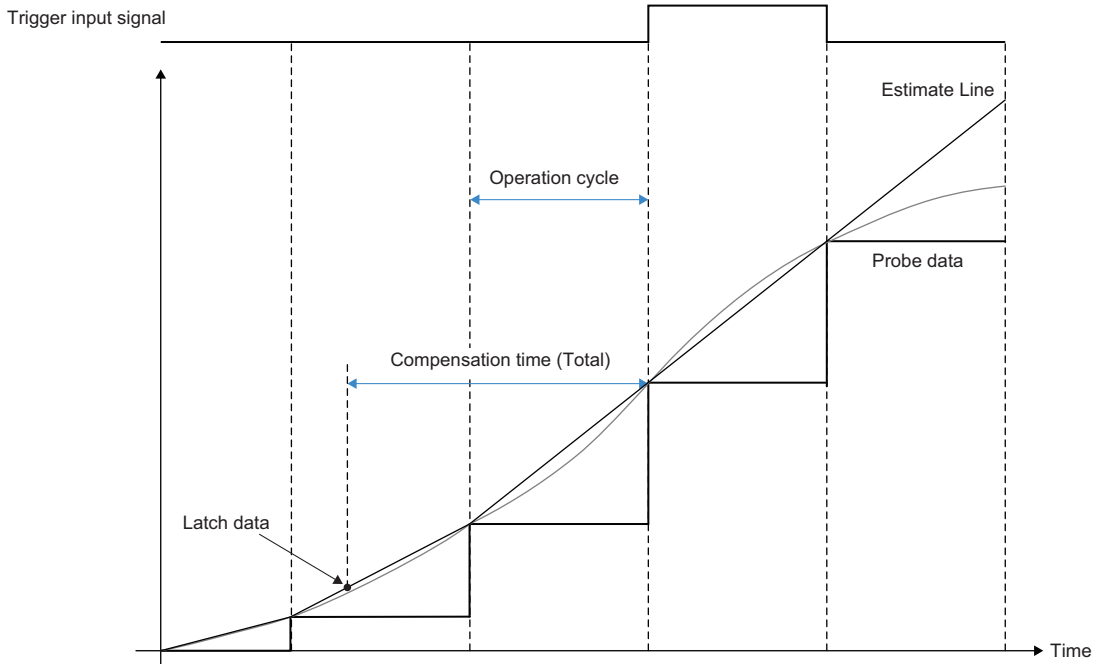 Trigger input signal
Estimate Line
Operation cycle
Probe data
Compensation time (Total)
Latch data
Time